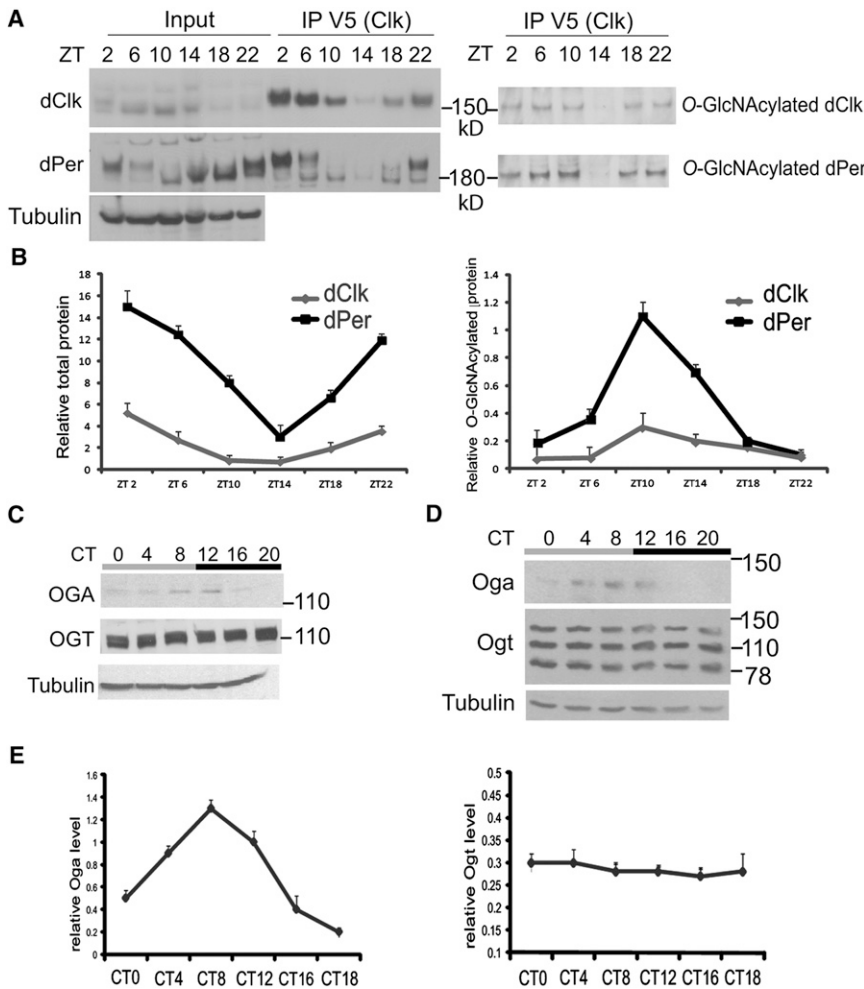 A
Input
IP V5 (Clk)
IP V5 (Clk)
ZT 2 6 10 14 18 22 2 6 10 14 18 22
ZT 2 6 10 14 18 22
dClk
150
kD
O-GlcNAcylated dClk
dPer
180
kD
O-GlcNAcylated dPer
Tubulin
B
Relative total protein
18
16
14
12
10
8
6
4
2
0
dClk
dPer
ZT 2 ZT 6 ZT10 ZT14 ZT18 ZT22
Relative O-GlcNAcylated protein
1.4
1.2
1
0.8
0.6
0.4
0.2
0
dClk
dPer
ZT 2 ZT 6 ZT10 ZT14 ZT18 ZT22
C
CT 0 4 8 12 16 20
OGA
110
OGT
110
Tubulin
D
CT 0 4 8 12 16 20
150
Oga
150
Ogt
110
78
Tubulin
E
relative Oga level
1.6
1.4
1.2
1
0.8
0.6
0.4
0.2
0
CT0 CT4 CT8 CT12 CT16 CT18
relative Ogt level
0.5
0.45
0.4
0.35
0.3
0.25
0.2
0.15
0.1
CT0 CT4 CT8 CT12 CT16 CT18